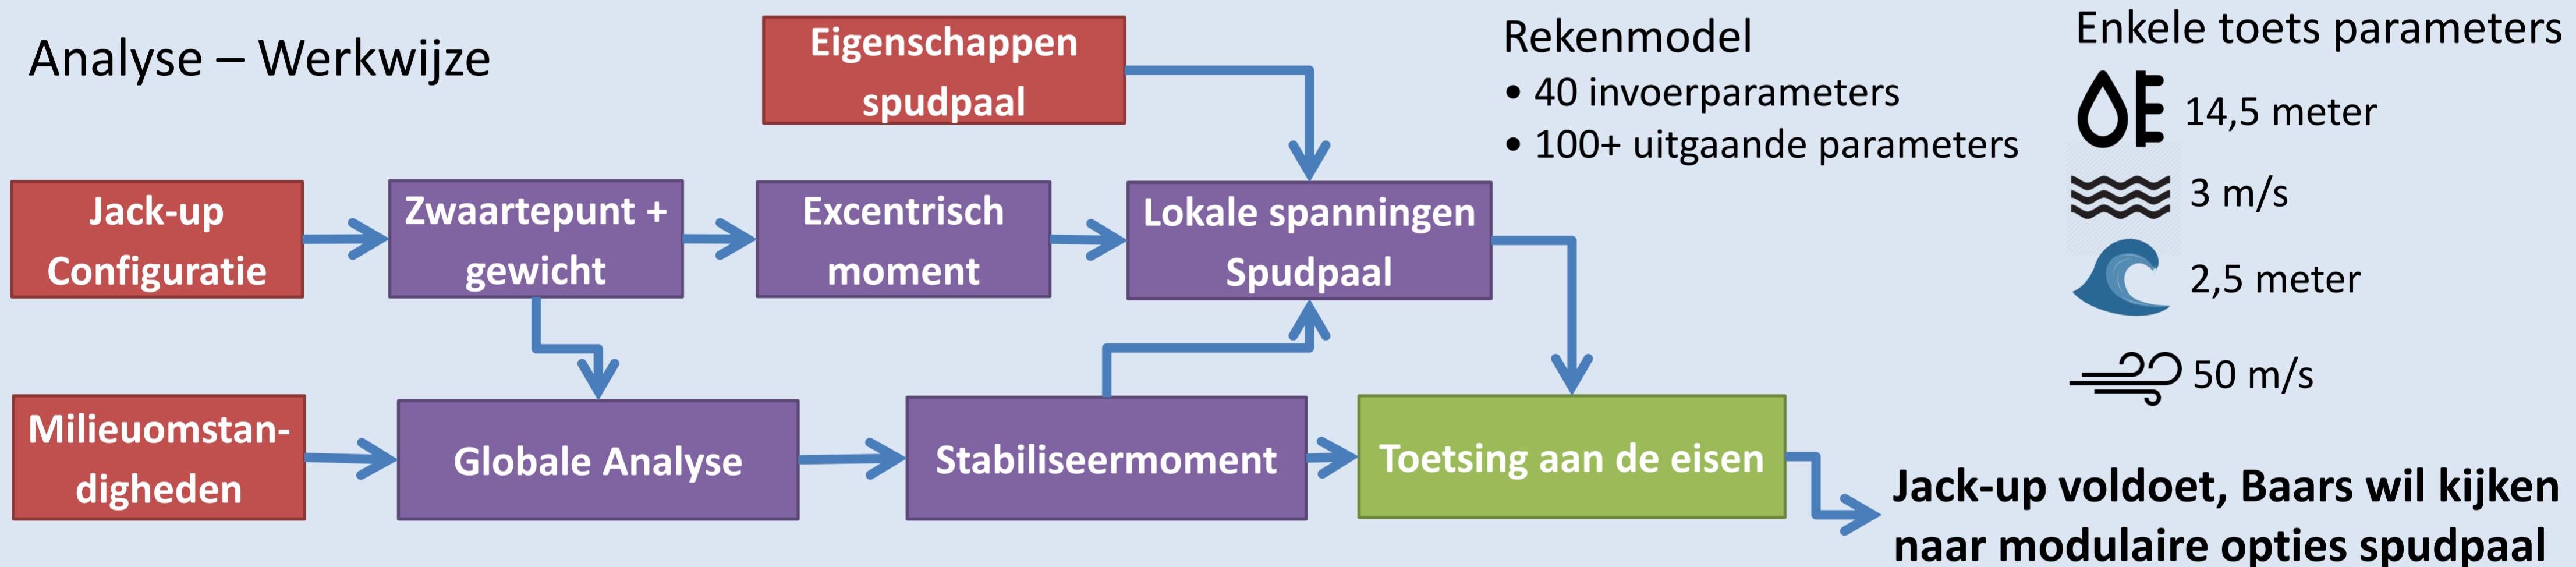 Analyse – Werkwijze
Eigenschappen
spudpaal
Rekenmodel
• 40 invoerparameters
• 100+ uitgaande parameters
Enkele toets parameters
14,5 meter
3 m/s
2,5 meter
50 m/s
Jack-up
Configuratie
Zwaartepunt +
gewicht
Excentrisch
moment
Lokale spanningen
Spudpaal
Milieuomstan-
digheden
Globale Analyse
Stabiliseermoment
Toetsing aan de eisen
Jack-up voldoet, Baars wil kijken
naar modulaire opties spudpaal